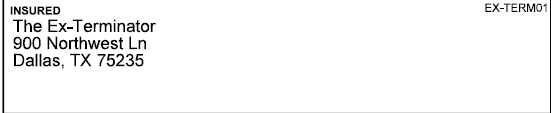 INSURED
EX-TERM01
The Ex-Terminator
900 Northwest Ln
Dallas, TX 75235